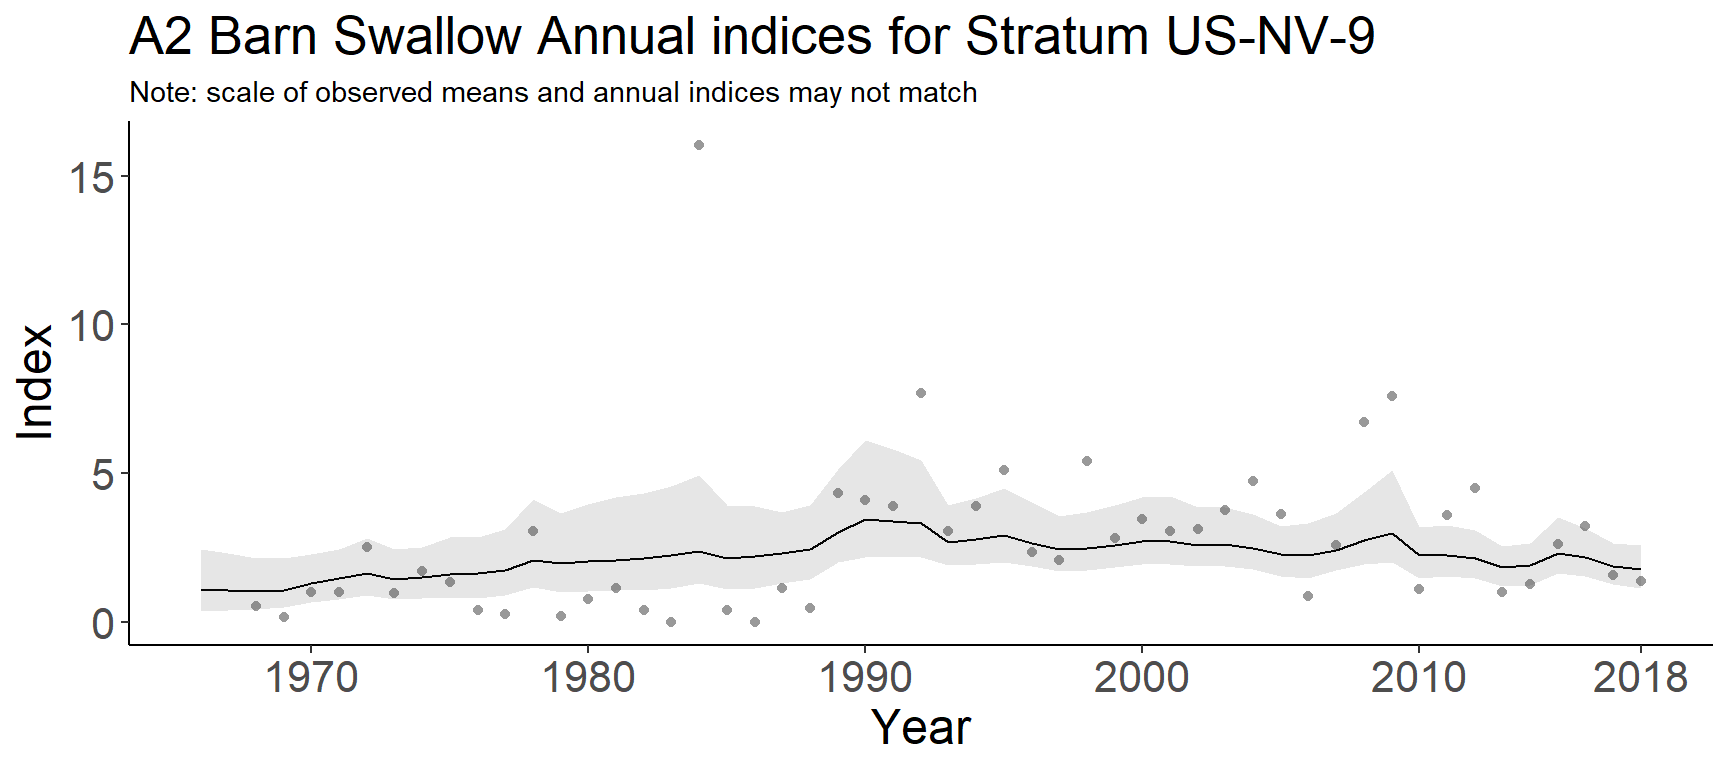 A2 Barn Swallow Annual indices for Stratum US-NV-9
Note: scale of observed means and annual indices may not match
15
10
5
0
Index
1970 1980 1990 2000 2010 2018
Year